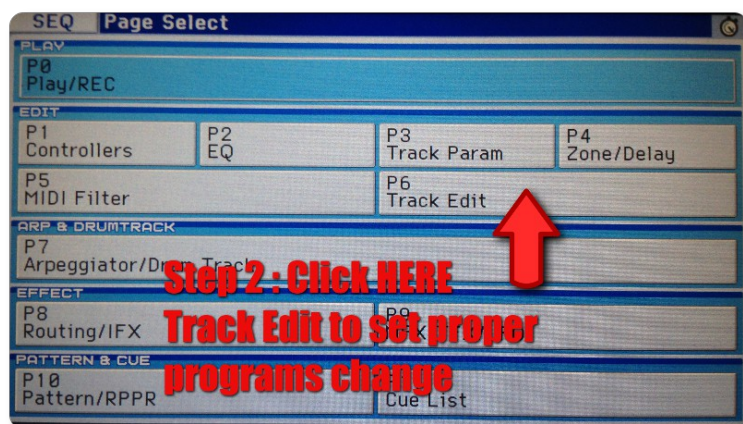 SEQ Page Select
PLAY
P0
Play/REC
EDIT
P1
Controllers
P2
EQ
P3
Track Param
P4
Zone/Delay
P5
MIDI Filter
P6
Track Edit
ARP & DRUMTRACK
P7
Arpeggiator/Drum Track
Step 2 : Click HERE
Track Edit to set proper
programs change
EFFECT
P8
Routing/IFX
P9
PATTERN & CUE
P10
Pattern/RPPR
Cue List